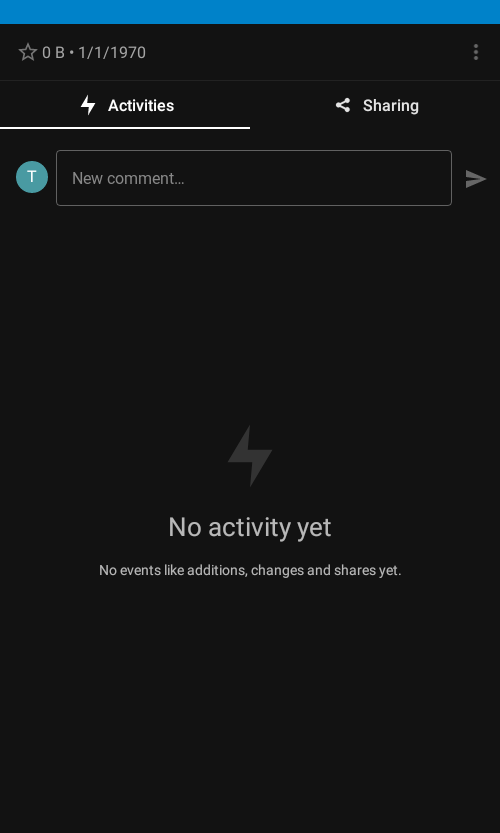 0 B • 1/1/1970
Activities
Sharing
T
New comment…
No activity yet
No events like additions, changes and shares yet.